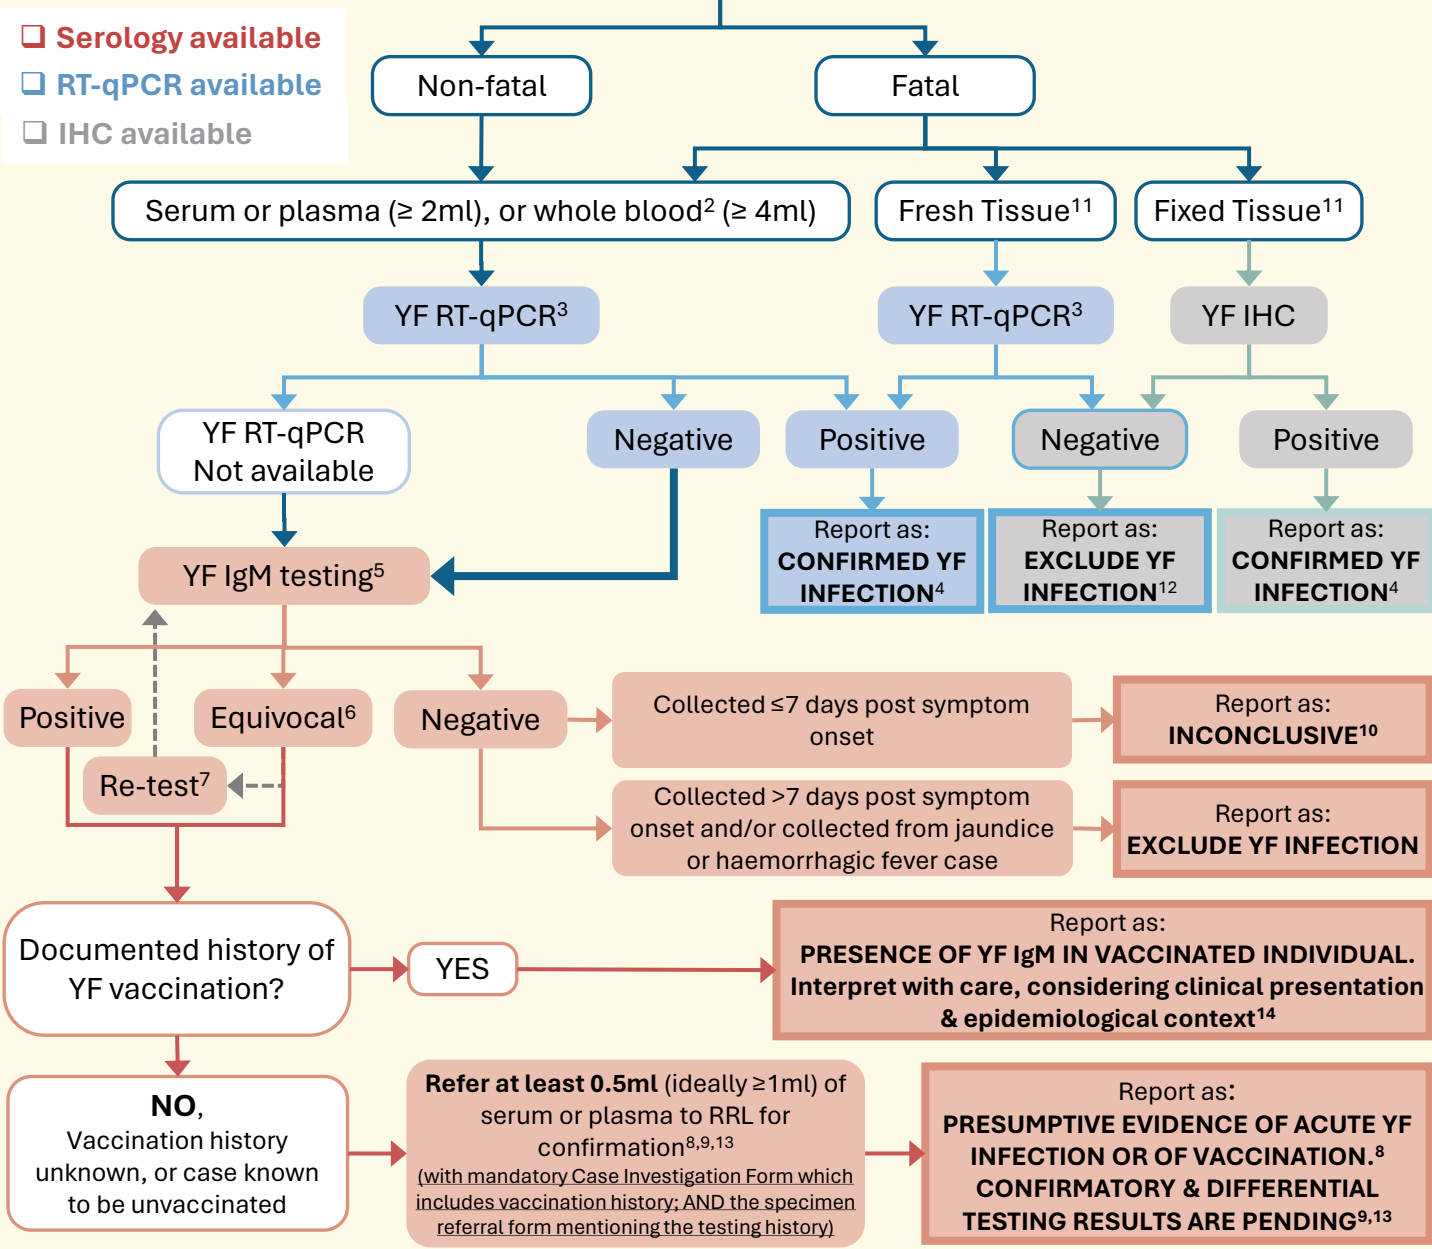 ❑ Serology available
❑ RT-qPCR available
❑ IHC available
Non-fatal
Fatal
Serum or plasma (≥ 2ml), or whole blood² (≥ 4ml)
Fresh Tissue¹¹
Fixed Tissue¹¹
YF RT-qPCR³
YF RT-qPCR³
YF IHC
YF RT-qPCR
Not available
Negative
Positive
Negative
Positive
Report as:
CONFIRMED YF
INFECTION⁴
Report as:
EXCLUDE YF
INFECTION¹²
Report as:
CONFIRMED YF
INFECTION⁴
YF IgM testing⁵
Positive
Equivocal⁶
Negative
Re-test⁷
Collected ≤7 days post symptom
onset
Report as:
INCONCLUSIVE¹⁰
Collected >7 days post symptom
onset and/or collected from jaundice
or haemorrhagic fever case
Report as:
EXCLUDE YF INFECTION
Documented history of
YF vaccination?
YES
Report as:
PRESENCE OF YF IgM IN VACCINATED INDIVIDUAL.
Interpret with care, considering clinical presentation
& epidemiological context¹⁴
NO,
Vaccination history
unknown, or case known
to be unvaccinated
Refer at least 0.5ml (ideally ≥1ml) of
serum or plasma to RRL for
confirmation⁸,⁹,¹³
(with mandatory Case Investigation Form which
includes vaccination history; AND the specimen
referral form mentioning the testing history)
Report as:
PRESUMPTIVE EVIDENCE OF ACUTE YF
INFECTION OR OF VACCINATION.⁸
CONFIRMATORY & DIFFERENTIAL
TESTING RESULTS ARE PENDING⁹,¹³